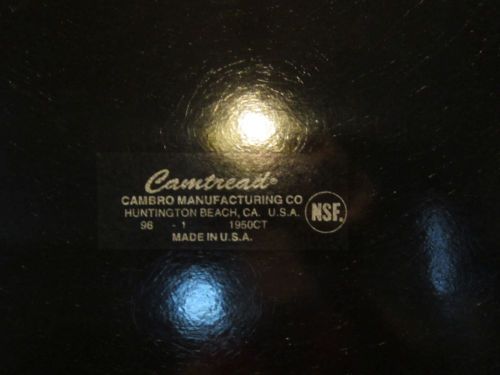 Camtread®
CAMBRO MANUFACTURING CO
HUNTINGTON BEACH, CA. U.S.A.
96 - 1 1950CT
MADE IN U.S.A.
NSF®